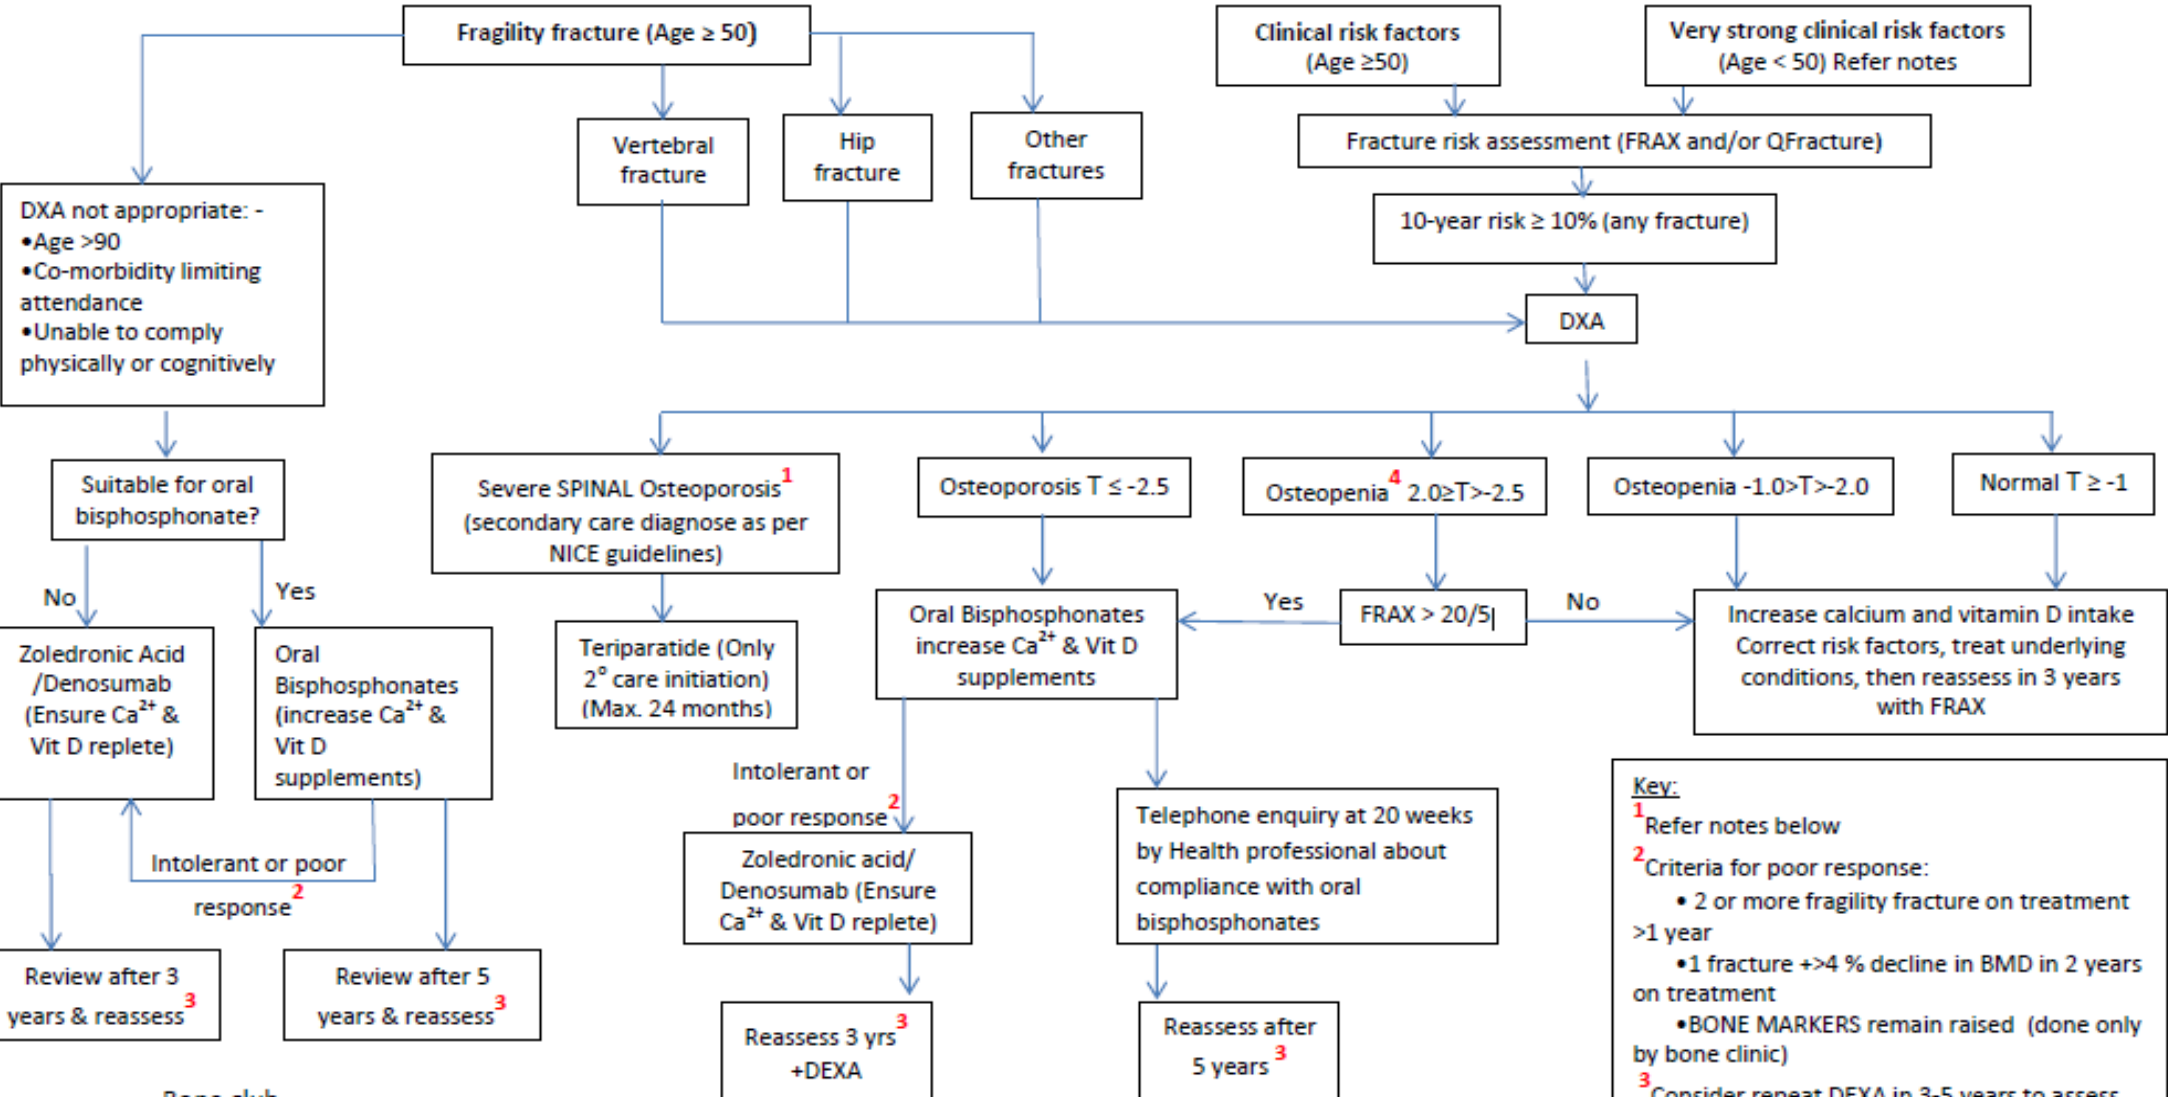 Fragility fracture (Age ≥ 50)
Clinical risk factors
(Age ≥50)
Very strong clinical risk factors
(Age < 50) Refer notes
Vertebral
fracture
Hip
fracture
Other
fractures
Fracture risk assessment (FRAX and/or QFracture)
10-year risk ≥ 10% (any fracture)
DXA
DXA not appropriate: -
•Age >90
•Co-morbidity limiting
attendance
•Unable to comply
physically or cognitively
Suitable for oral
bisphosphonate?
No
Yes
Severe SPINAL Osteoporosis1
(secondary care diagnose as per
NICE guidelines)
Osteoporosis T ≤ -2.5
Osteopenia4 2.0≥T>-2.5
Osteopenia -1.0>T>-2.0
Normal T ≥ -1
Zoledronic Acid
/Denosumab
(Ensure Ca2+ &
Vit D replete)
Oral
Bisphosphonates
(increase Ca2+ &
Vit D
supplements)
Teriparatide (Only
2° care initiation)
(Max. 24 months)
Oral Bisphosphonates
increase Ca2+ & Vit D
supplements
Yes
FRAX > 20/5|
No
Increase calcium and vitamin D intake
Correct risk factors, treat underlying
conditions, then reassess in 3 years
with FRAX
Intolerant or poor
response2
Intolerant or
poor response2
Zoledronic acid/
Denosumab (Ensure
Ca2+ & Vit D replete)
Telephone enquiry at 20 weeks
by Health professional about
compliance with oral
bisphosphonates
Review after 3
years & reassess3
Review after 5
years & reassess3
Reassess 3 yrs3
+DEXA
Reassess after
5 years 3
Key:
1Refer notes below
2Criteria for poor response:
• 2 or more fragility fracture on treatment
>1 year
•1 fracture +>4 % decline in BMD in 2 years
on treatment
•BONE MARKERS remain raised (done only
by bone clinic)
3Consider repeat DEXA in 3-5 years to assess